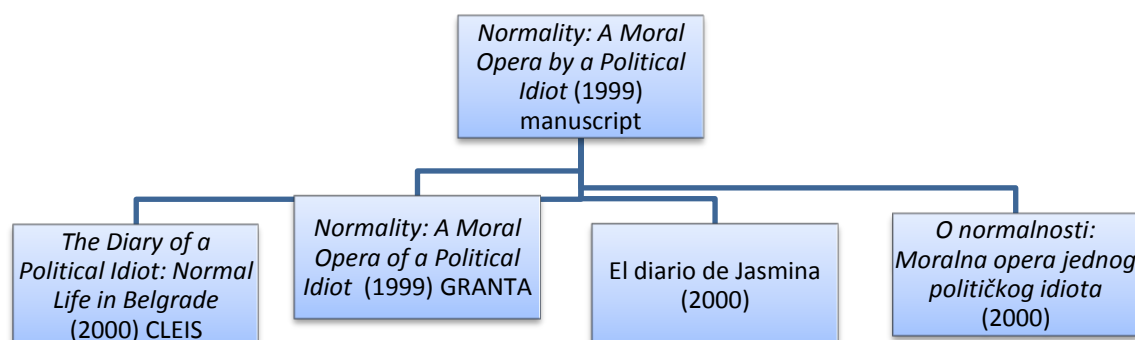 Normality: A Moral
Opera by a Political
Idiot (1999)
manuscript
The Diary of a
Political Idiot: Normal
Life in Belgrade
(2000) CLEIS
Normality: A Moral
Opera of a Political
Idiot (1999) GRANTA
El diario de Jasmina
(2000)
O normalnosti:
Moralna opera jednog
političkog idiota
(2000)